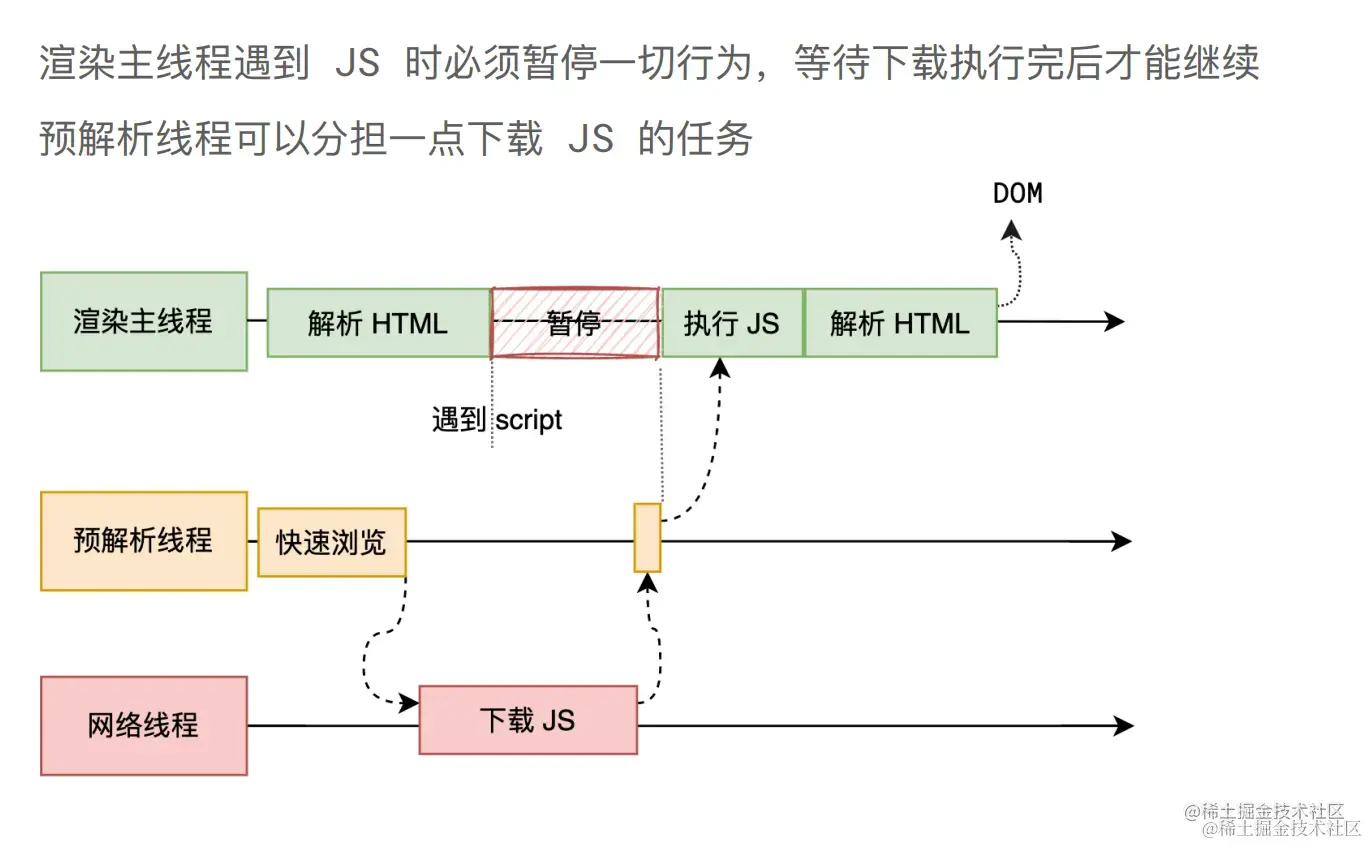 渲染主线程遇到 JS 时必须暂停一切行为，等待下载执行完后才能继续
预解析线程可以分担一点下载 JS 的任务
DOM
渲染主线程
解析 HTML
暂停
执行 JS
解析 HTML
遇到 script
预解析线程
快速浏览
网络线程
下载 JS
@稀土掘金技术社区
@稀土掘金技术社区